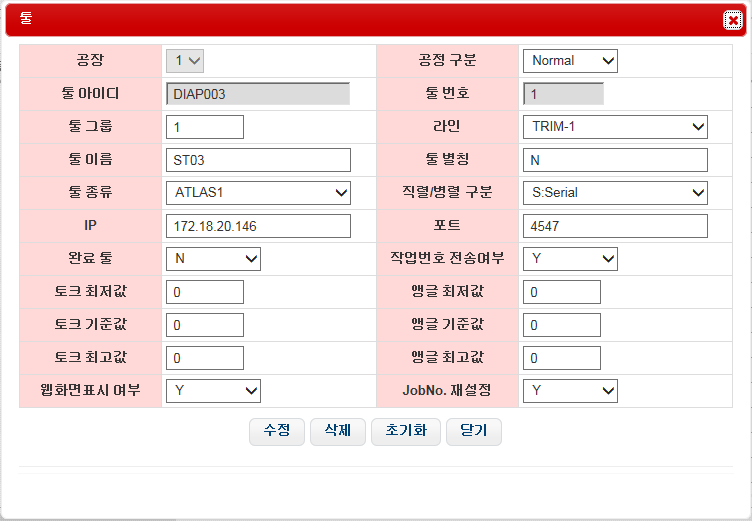 툴
공장 1 공정 구분 Normal
툴 아이디 DIAP003 툴 번호 1
툴 그룹 1 라인 TRIM-1
툴 이름 ST03 툴 별칭 N
툴 종류 ATLAS1 직렬/병렬 구분 S:Serial
IP 172.18.20.146 포트 4547
완료 툴 N 작업번호 전송여부 Y
토크 최저값 0 앵글 최저값 0
토크 기준값 0 앵글 기준값 0
토크 최고값 0 앵글 최고값 0
웹화면표시 여부 Y JobNo. 재설정 Y
수정 삭제 초기화 닫기